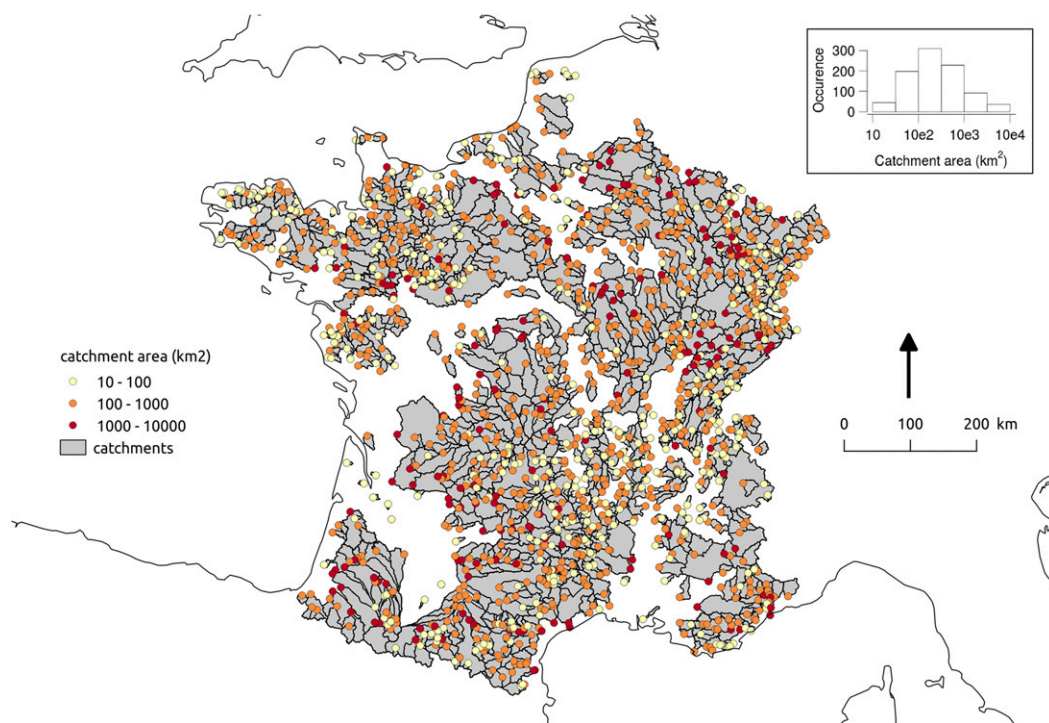 300
200
100
0
Occurence
10 10e2 10e3 10e4
Catchment area (km²)
catchment area (km2)
10 - 100
100 - 1000
1000 - 10000
catchments
0 100 200 km